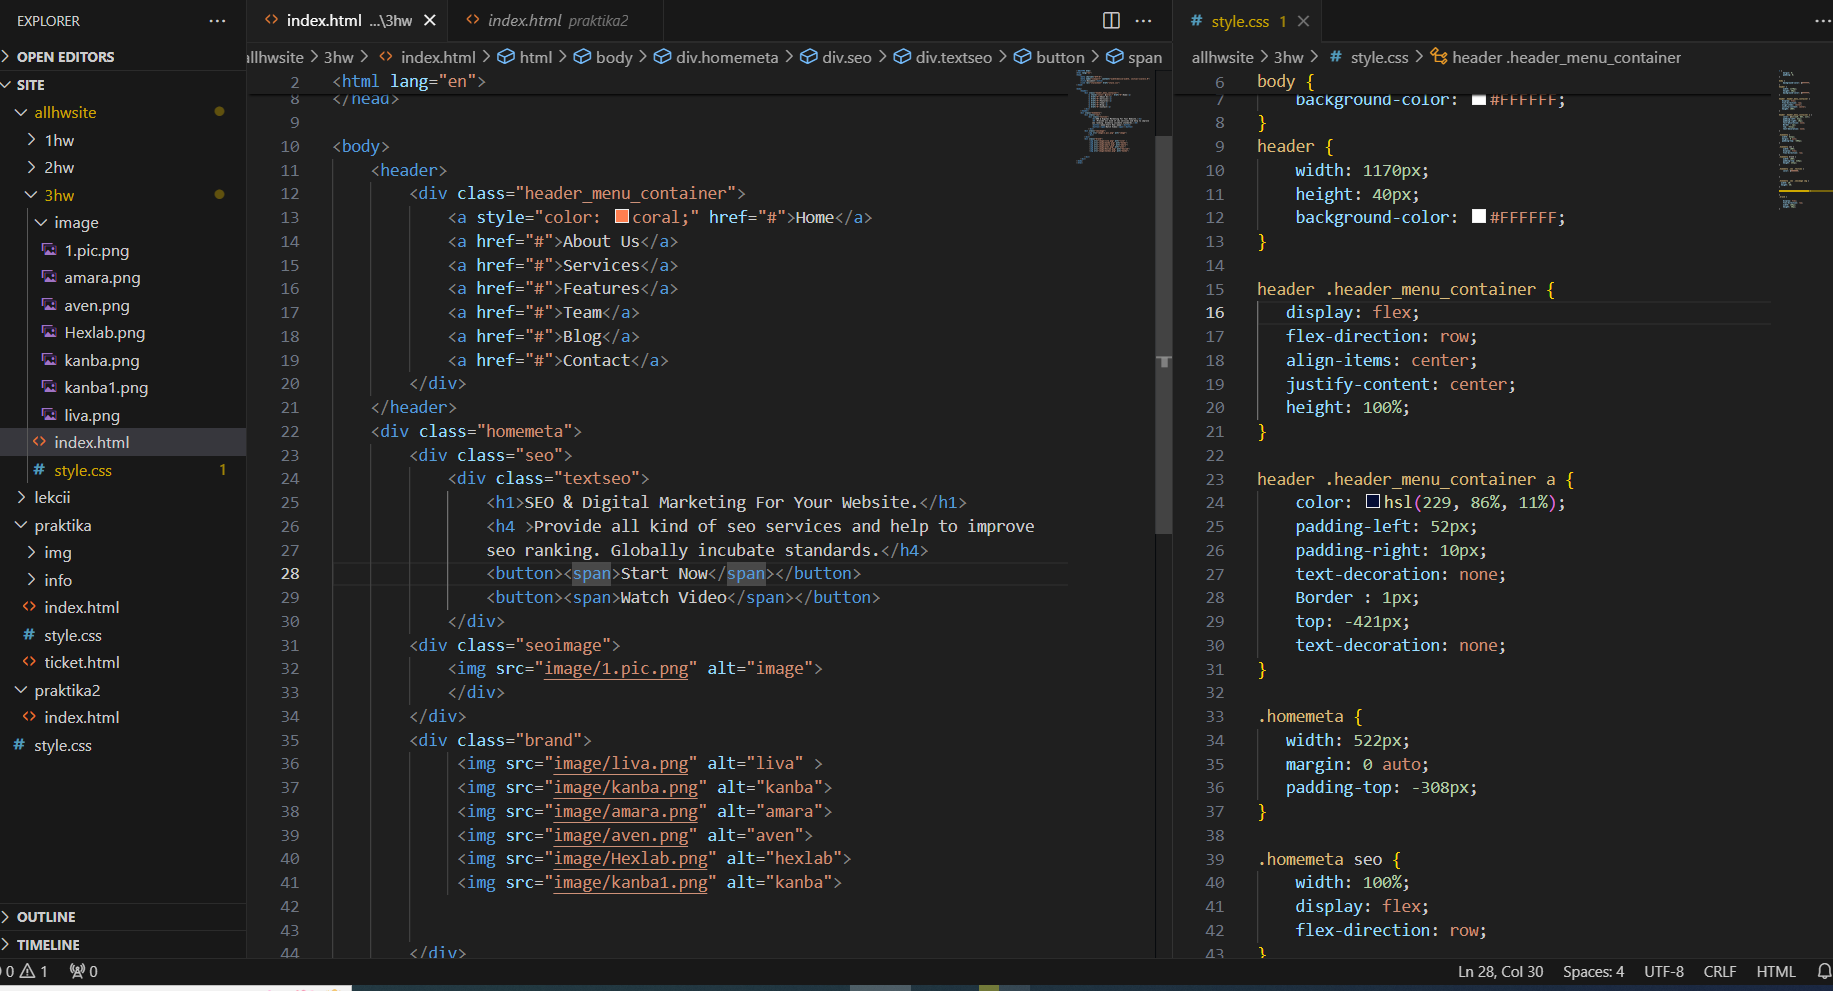 EXPLORER
OPEN EDITORS
SITE
allhwsite
1hw
2hw
3hw
image
1.pic.png
amara.png
aven.png
Hexlab.png
kanba.png
kanba1.png
liva.png
index.html
style.css 1
lekcii
praktika
img
info
index.html
style.css
ticket.html
praktika2
index.html
style.css
OUTLINE
TIMELINE
index.html ...\3hw
index.html praktika2
allhwsite > 3hw > index.html > html > body > div.homemeta > div.seo > div.textseo > button > span
2 <html lang="en">
8 </head>
9
10 <body>
11 <header>
12 <div class="header_menu_container">
13 <a style="color: coral;" href="#">Home</a>
14 <a href="#">About Us</a>
15 <a href="#">Services</a>
16 <a href="#">Features</a>
17 <a href="#">Team</a>
18 <a href="#">Blog</a>
19 <a href="#">Contact</a>
20 </div>
21 </header>
22 <div class="homemeta">
23 <div class="seo">
24 <div class="textseo">
25 <h1>SEO & Digital Marketing For Your Website.</h1>
26 <h4 >Provide all kind of seo services and help to improve
27 seo ranking. Globally incubate standards.</h4>
28 <button><span>Start Now</span></button>
29 <button><span>Watch Video</span></button>
30 </div>
31 <div class="seoimage">
32 <img src="image/1.pic.png" alt="image">
33 </div>
34 </div>
35 <div class="brand">
36 <img src="image/liva.png" alt="liva" >
37 <img src="image/kanba.png" alt="kanba">
38 <img src="image/amara.png" alt="amara">
39 <img src="image/aven.png" alt="aven">
40 <img src="image/Hexlab.png" alt="hexlab">
41 <img src="image/kanba1.png" alt="kanba">
42
43
44 </div>
style.css 1
allhwsite > 3hw > style.css > header .header_menu_container
6 body {
7 background-color: #FFFFFF;
8 }
9 header {
10 width: 1170px;
11 height: 40px;
12 background-color: #FFFFFF;
13 }
14
15 header .header_menu_container {
16 display: flex;
17 flex-direction: row;
18 align-items: center;
19 justify-content: center;
20 height: 100%;
21 }
22
23 header .header_menu_container a {
24 color: hsl(229, 86%, 11%);
25 padding-left: 52px;
26 padding-right: 10px;
27 text-decoration: none;
28 Border : 1px;
29 top: -421px;
30 text-decoration: none;
31 }
32
33 .homemeta {
34 width: 522px;
35 margin: 0 auto;
36 padding-top: -308px;
37 }
38
39 .homemeta seo {
40 width: 100%;
41 display: flex;
42 flex-direction: row;
43 }
0 1 0
Ln 28, Col 30 Spaces: 4 UTF-8 CRLF HTML